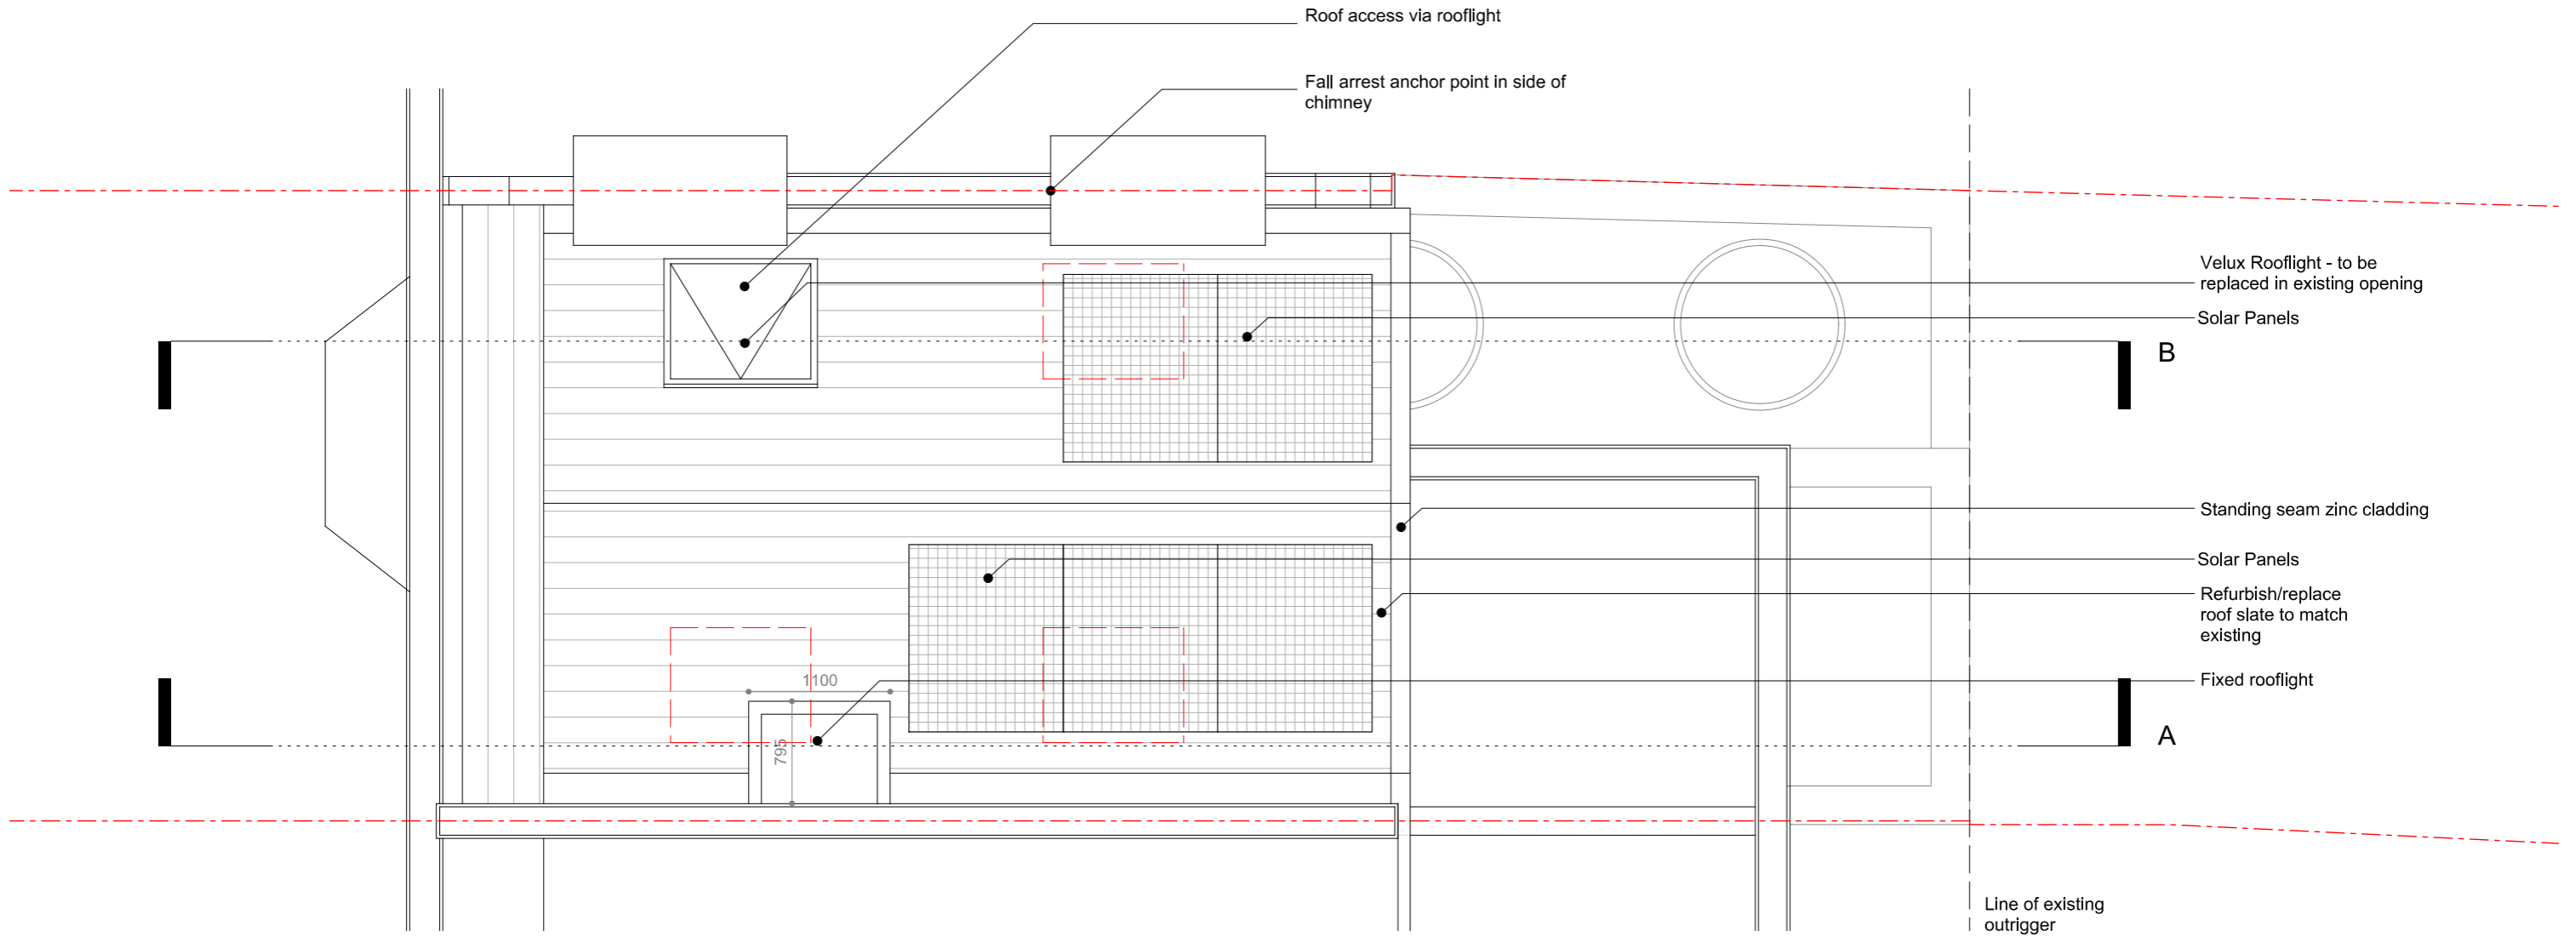 Roof access via rooflight
Fall arrest anchor point in side of
chimney
Velux Rooflight - to be
replaced in existing opening
Solar Panels
B
Standing seam zinc cladding
Solar Panels
Refurbish/replace
roof slate to match
existing
1100
Fixed rooflight
795
A
Line of existing
outrigger